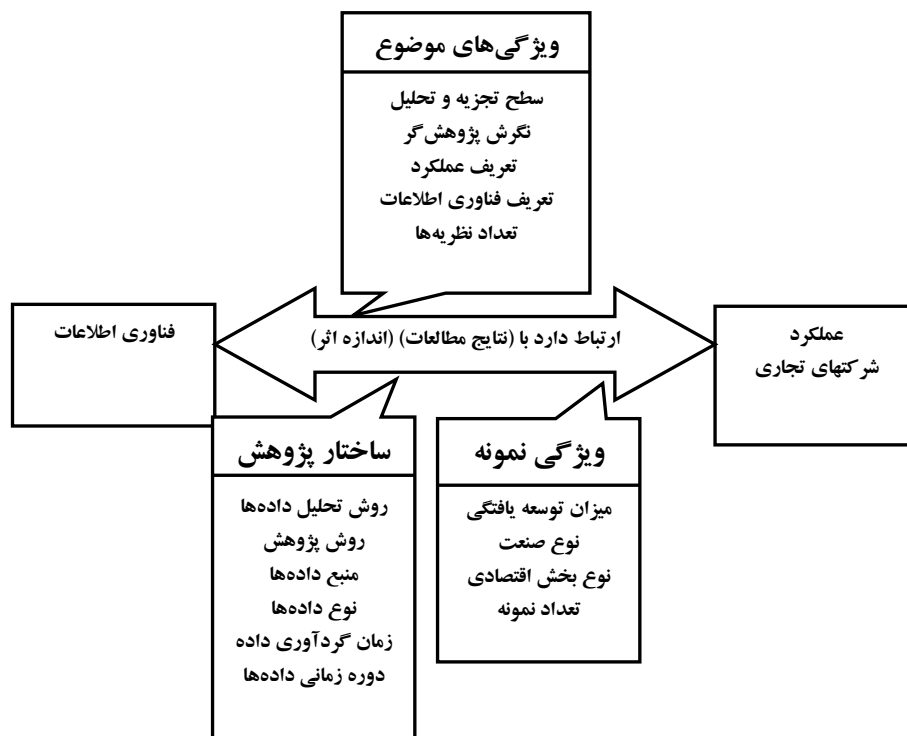 ویژگی‌های موضوع
سطح تجزیه و تحلیل
نگرش پژوهش‌گر
تعریف عملکرد
تعریف فناوری اطلاعات
تعداد نظریه‌ها
عملکرد
شرکتهای تجاری
ارتباط دارد با (نتایج مطالعات) (اندازه اثر)
فناوری اطلاعات
ویژگی نمونه
میزان توسعه یافتگی
نوع صنعت
نوع بخش اقتصادی
تعداد نمونه
ساختار پژوهش
روش تحلیل داده‌ها
روش پژوهش
منبع داده‌ها
نوع داده‌ها
زمان گردآوری داده
دوره زمانی داده‌ها